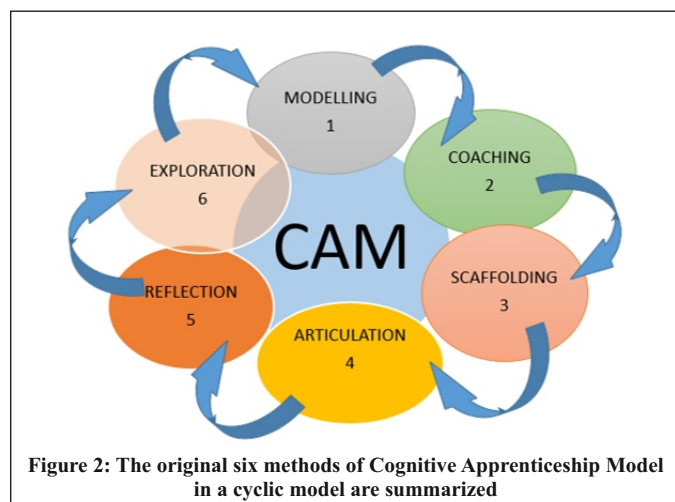 MODELLING
1
COACHING
2
SCAFFOLDING
3
ARTICULATION
4
REFLECTION
5
EXPLORATION
6
CAM
Figure 2: The original six methods of Cognitive Apprenticeship Model
in a cyclic model are summarized